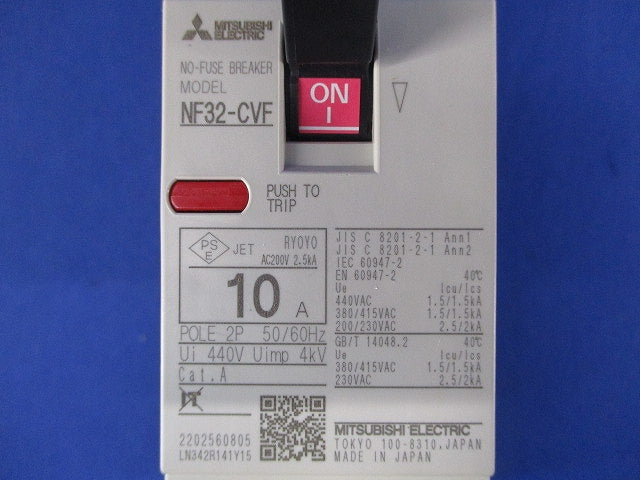 MITSUBISHI
ELECTRIC
NO-FUSE BREAKER
MODEL
NF32-CVF
ON
I
PUSH TO
TRIP
PS
E
JET
RYOYO
AC200V 2.5kA
10 A
POLE 2P 50/60Hz
Ui 440V Uimp 4kV
Cat.A
IT
2202560805
LN342R141Y15
JIS C 8201-2-1 Ann1
JIS C 8201-2-1 Ann2
IEC 60947-2
EN 60947-2 40℃
Ue Icu/Ics
440VAC 1.5/1.5kA
380/415VAC 1.5/1.5kA
200/230VAC 2.5/2kA
GB/T 14048.2 40℃
Ue Icu/Ics
380/415VAC 1.5/1.5kA
230VAC 2.5/2kA
MITSUBISHI ELECTRIC
TOKYO 100-8310,JAPAN
MADE IN JAPAN